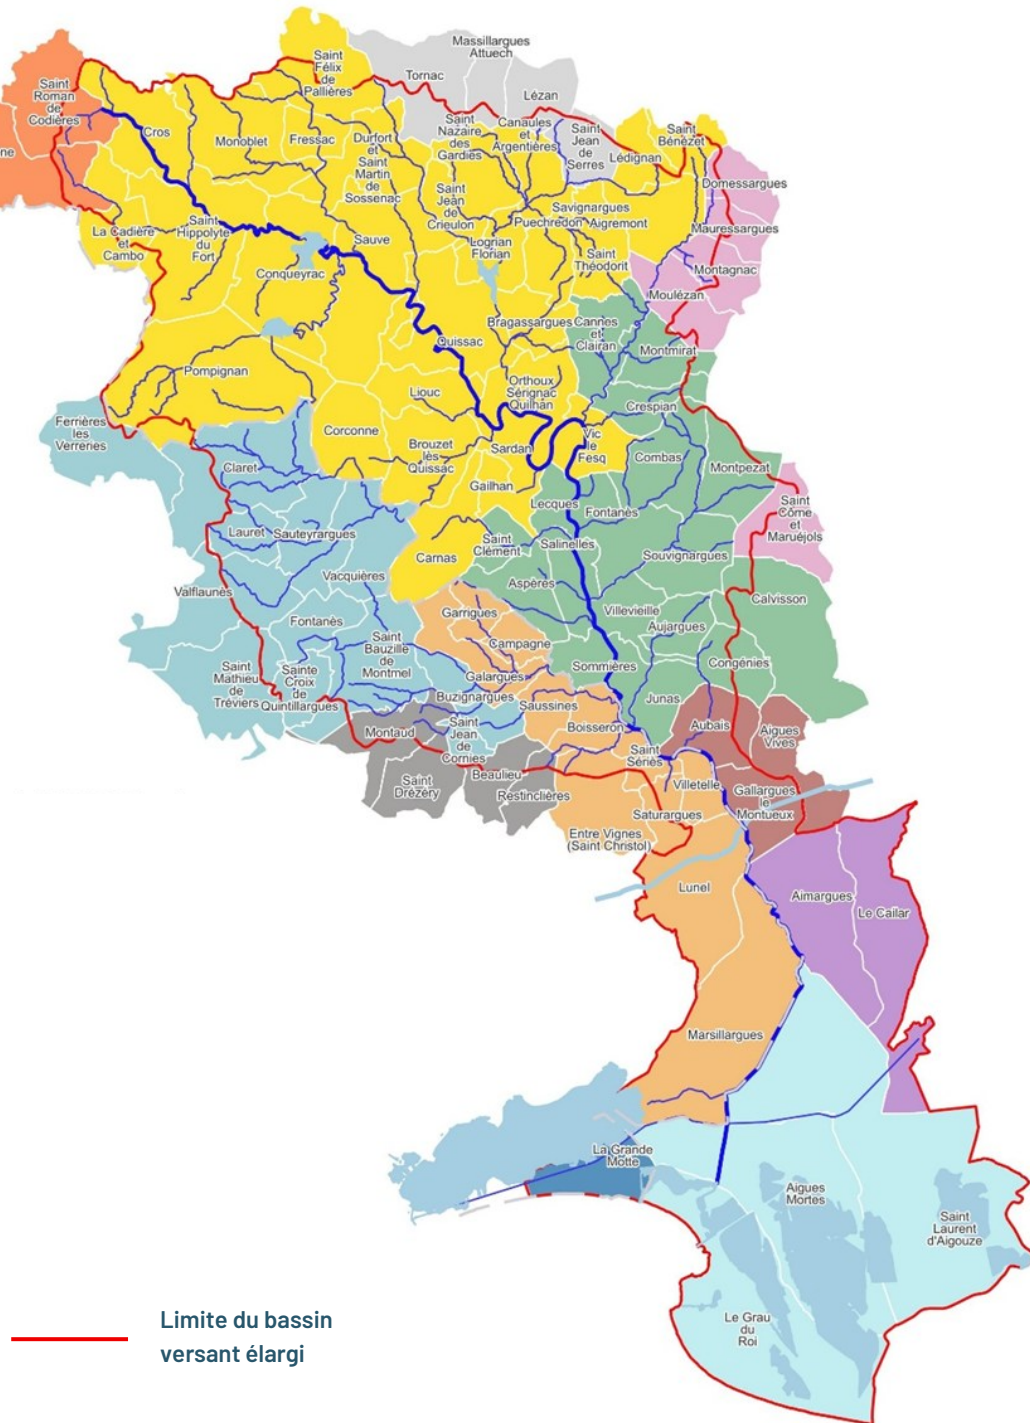 Massillargues
Attuech
Saint
Félix
de
Pallières
Tornac
Saint
Roman
de
Codières
Lézan
ne
Cros
Monoblet
Fressac
Durfort
et
Saint
Martin
de
Sossenac
Saint
Nazaire
des
Gardies
Canaules
et
Argentières
Saint
Jean
de
Serres
Lédignan
Saint
Bénézet
Domessargues
Saint
Jean
de
Crieulon
Savignargues
Puechredon
Aigremont
Mauressargues
La Cadière
et
Cambo
Saint
Hippolyte
du
Fort
Sauve
Logrian
Florian
Saint
Théodorit
Montagnac
Conqueyrac
Moulézan
Bragassargues
Cannes
et
Clairan
Quissac
Montmirat
Pompignan
Liouc
Orthoux
Sérignac
Quilhan
Crespian
Ferrières
les
Verreries
Corconne
Brouzet
lès
Quissac
Sardan
Vic
le
Fesq
Combas
Montpezat
Claret
Gailhan
Lecques
Fontanès
Saint
Côme
et
Maruéjols
Lauret
Sauteyrargues
Saint
Clément
Salinelles
Souvignargues
Carnas
Vacquières
Aspères
Valflaunès
Calvisson
Fontanès
Garrigues
Villevieille
Aujargues
Saint
Bauzille
de
Montmel
Campagne
Saint
Mathieu
de
Tréviers
Sainte
Croix
de
Quintillargues
Galargues
Sommières
Congénies
Buzignargues
Saussines
Junas
Montaud
Saint
Jean
de
Cornies
Boisseron
Aubais
Aigues
Vives
Saint
Sériès
Saint
Drézéry
Beaulieu
Restinclières
Villetelle
Gallargues
le
Montueux
Saturargues
Entre Vignes
(Saint Christol)
Lunel
Aimargues
Le Cailar
Marsillargues
La Grande
Motte
Aigues
Mortes
Saint
Laurent
d'Aigouze
Le Grau
du
Roi
Limite du bassin
versant élargi